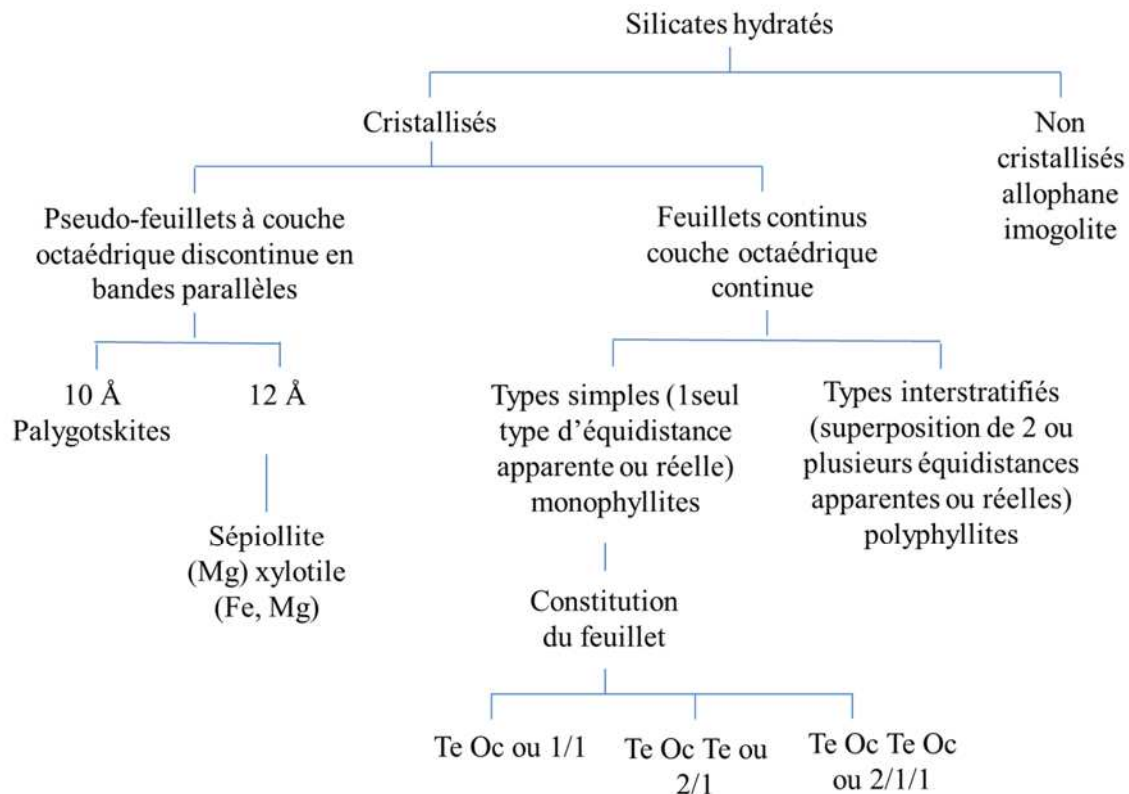 Silicates hydratés
Cristallisés
Non
cristallisés
allophane
imogolite
Pseudo-feuillets à couche
octaédrique discontinue en
bandes parallèles
Feuillets continus
couche octaédrique
continue
10 Å
Palygotskites
12 Å
Sépiollite
(Mg) xylotile
(Fe, Mg)
Types simples (1seul
type d'équidistance
apparente ou réelle)
monophyllites
Types interstratifiés
(superposition de 2 ou
plusieurs équidistances
apparentes ou réelles)
polyphyllites
Constitution
du feuillet
Te Oc ou 1/1
Te Oc Te ou
2/1
Te Oc Te Oc
ou 2/1/1